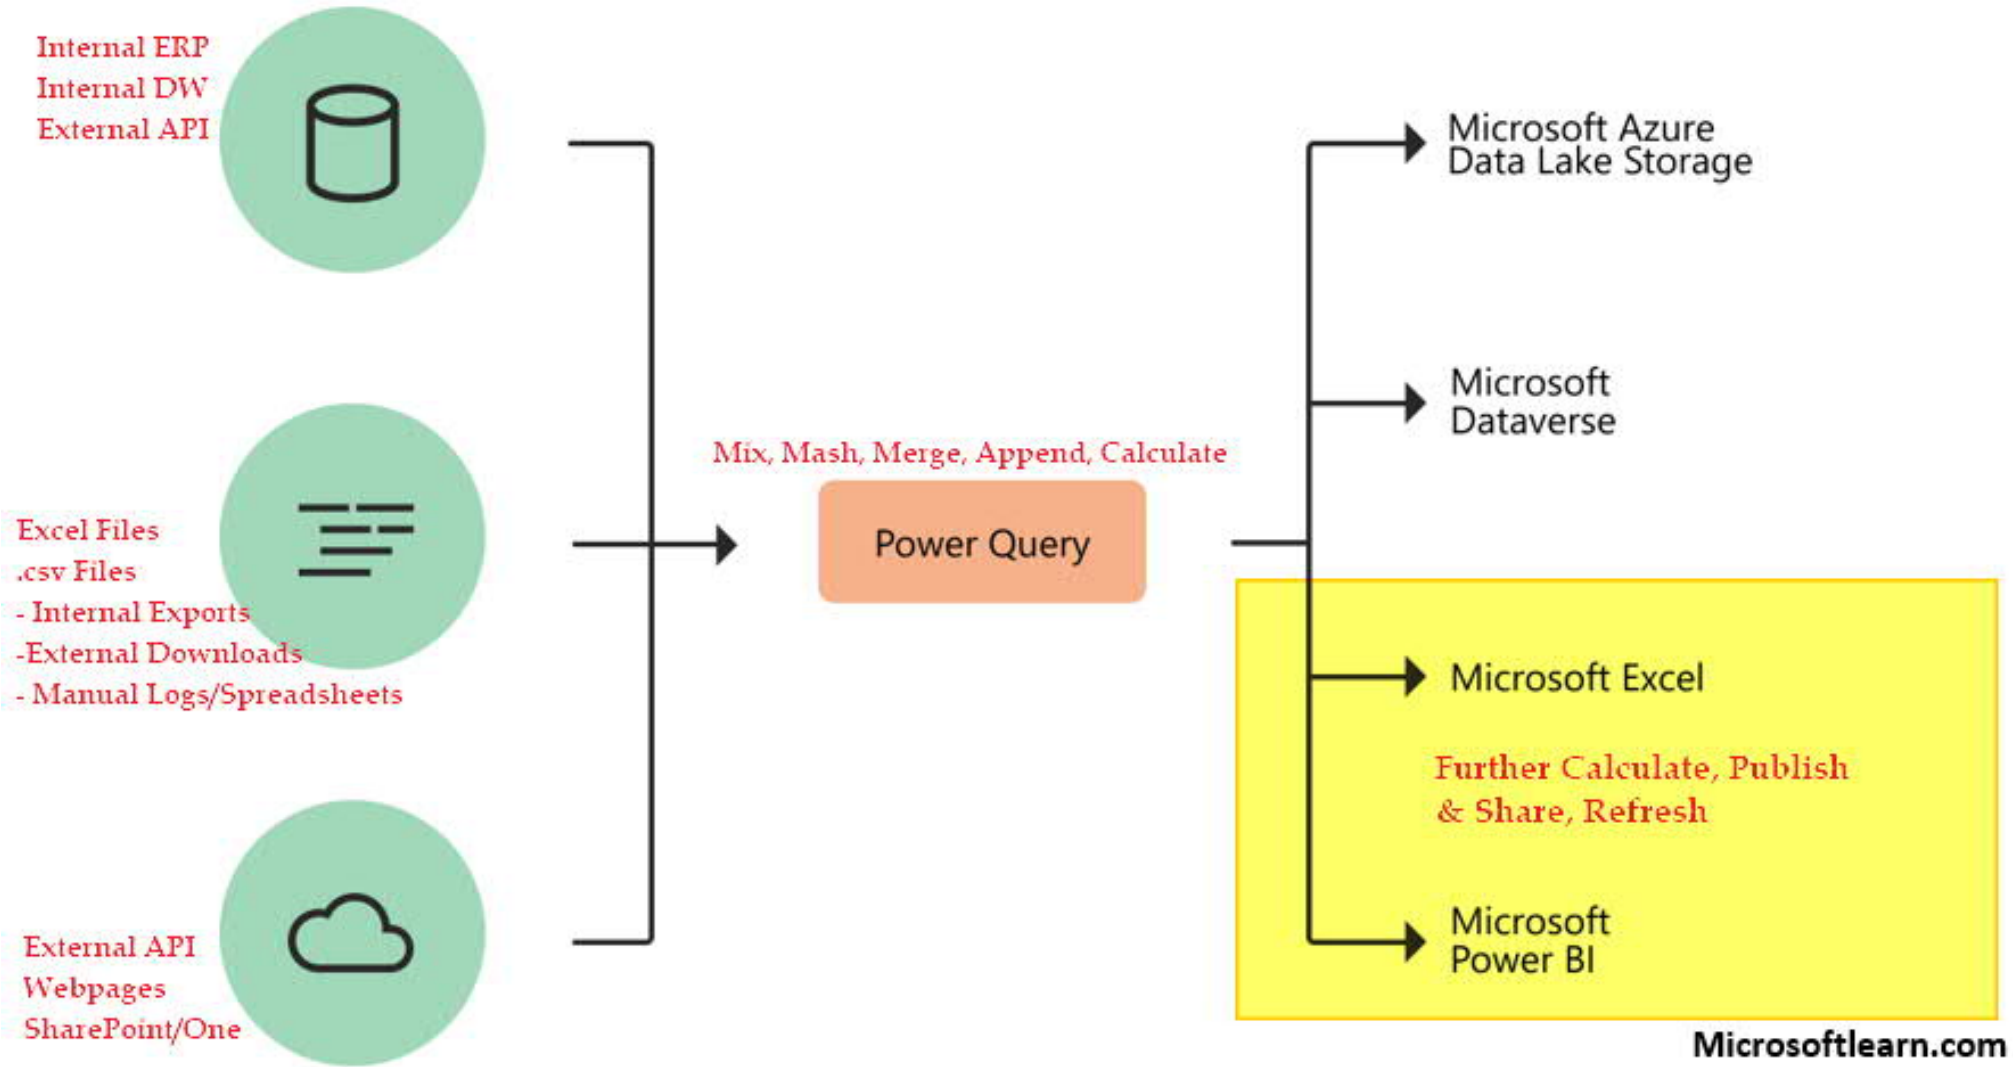 Internal ERP
Internal DW
External API
Excel Files
.csv Files
- Internal Exports
-External Downloads
- Manual Logs/Spreadsheets
External API
Webpages
SharePoint/One
Mix, Mash, Merge, Append, Calculate
Power Query
Microsoft Azure
Data Lake Storage
Microsoft
Dataverse
Microsoft Excel
Further Calculate, Publish
& Share, Refresh
Microsoft
Power BI
Microsoftlearn.com